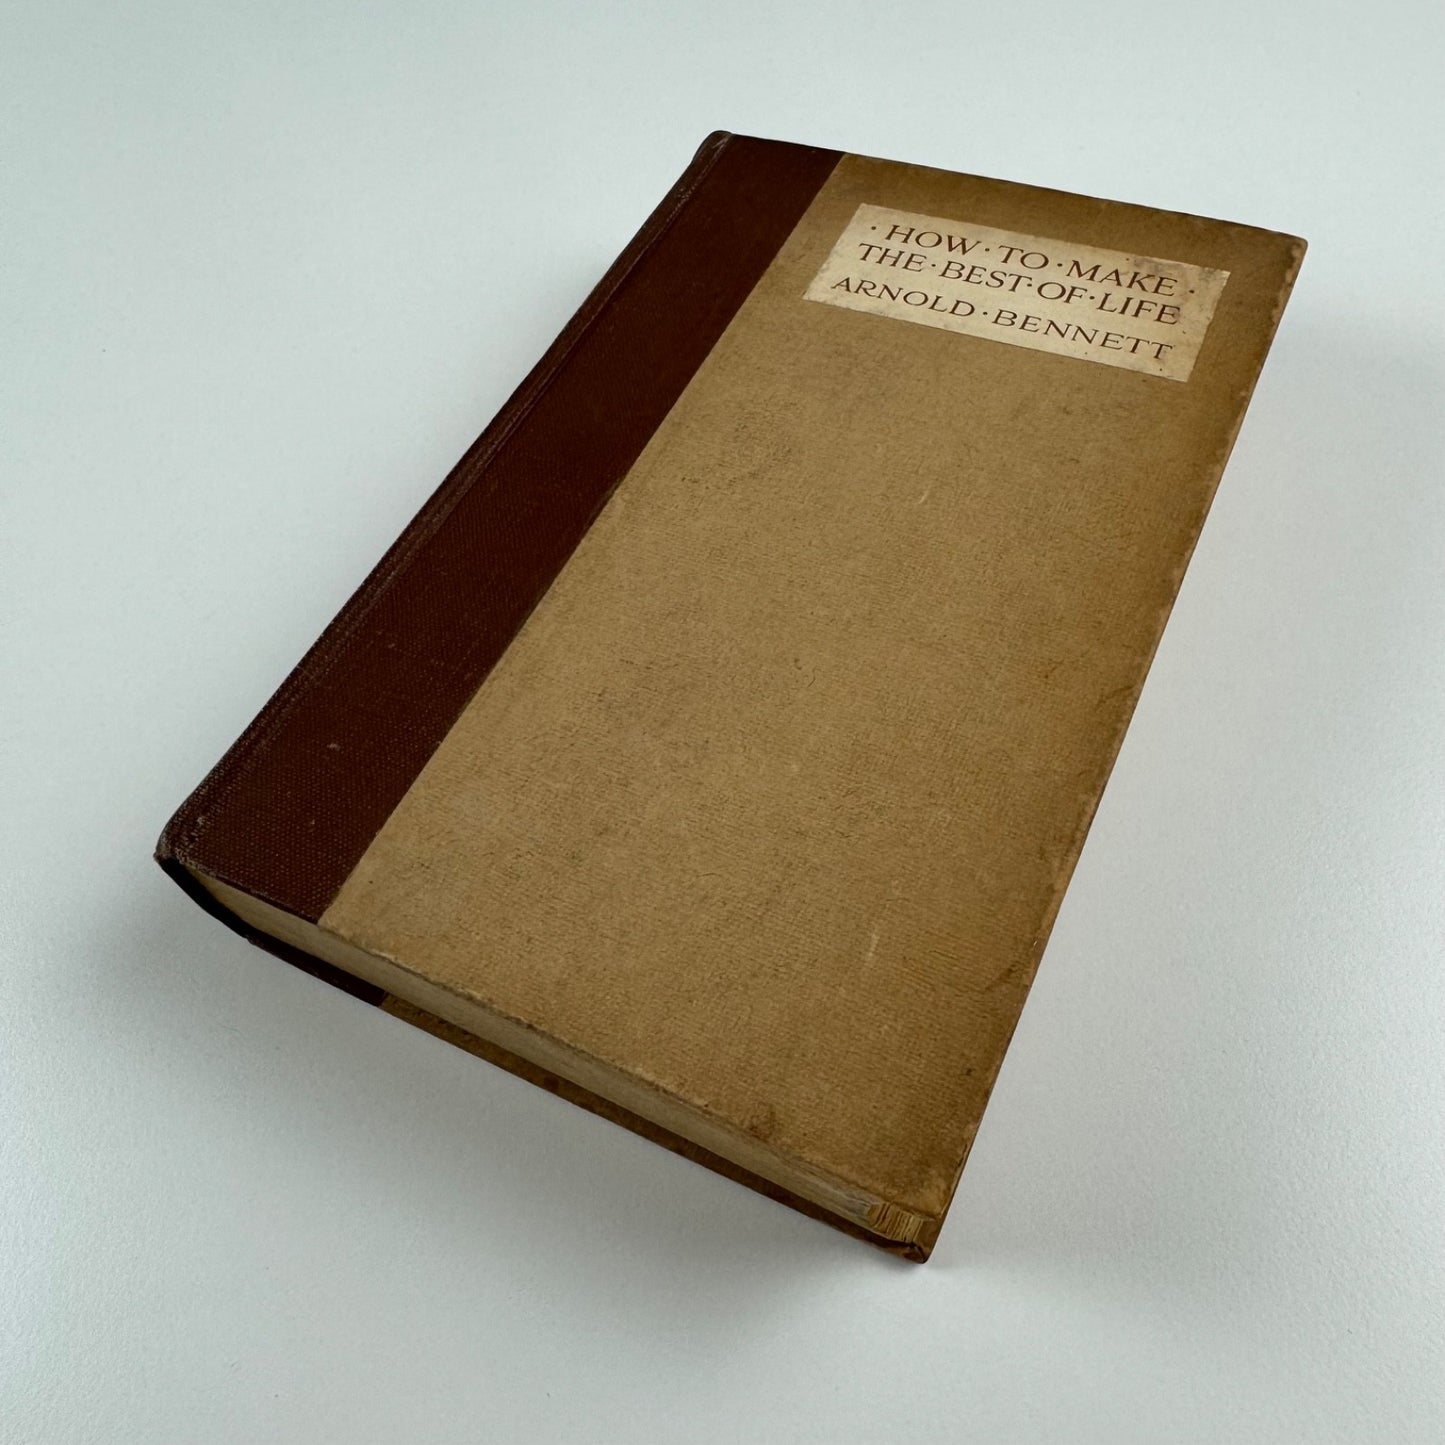 · HOW · TO · MAKE ·
THE · BEST · OF · LIFE
ARNOLD · BENNETT